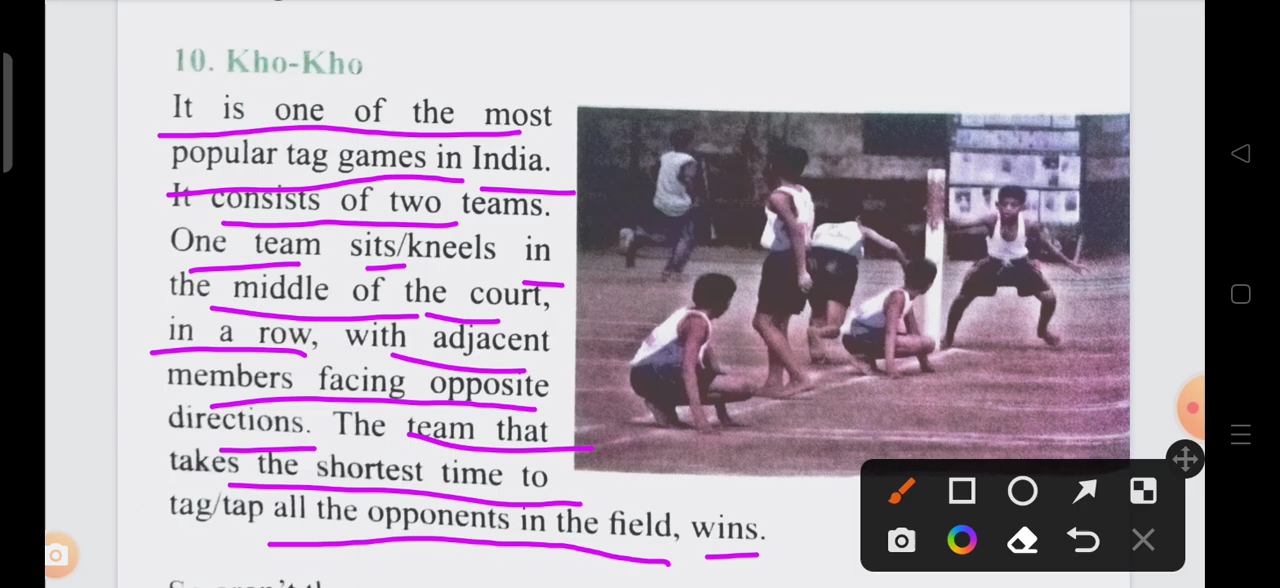 10. Kho-Kho
It is one of the most
popular tag games in India.
It consists of two teams.
One team sits/kneels in
the middle of the court,
in a row, with adjacent
members facing opposite
directions. The team that
takes the shortest time to
tag/tap all the opponents in the field, wins.